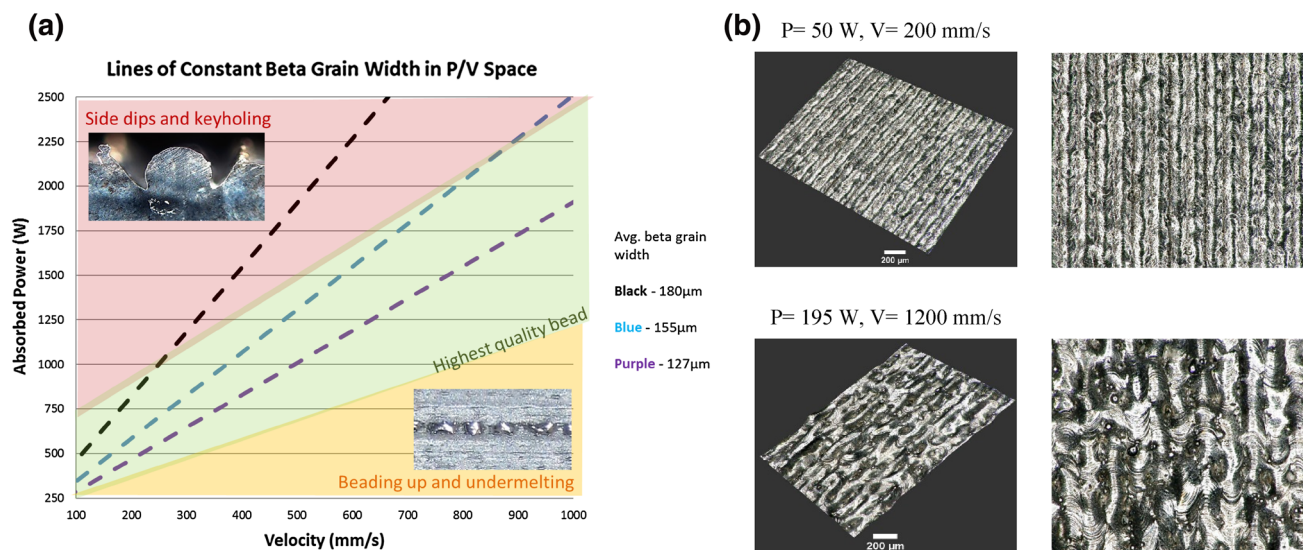 (a)
Lines of Constant Beta Grain Width in P/V Space
Absorbed Power (W)
2500
2250
2000
1750
1500
1250
1000
750
500
250
Side dips and keyholing
Highest quality bead
Beading up and undermelting
100
200
300
400
500
600
700
800
900
1000
Velocity (mm/s)
Avg. beta grain
width
Black - 180µm
Blue - 155µm
Purple - 127µm
(b)
P= 50 W, V= 200 mm/s
200 µm
P= 195 W, V= 1200 mm/s
200 µm